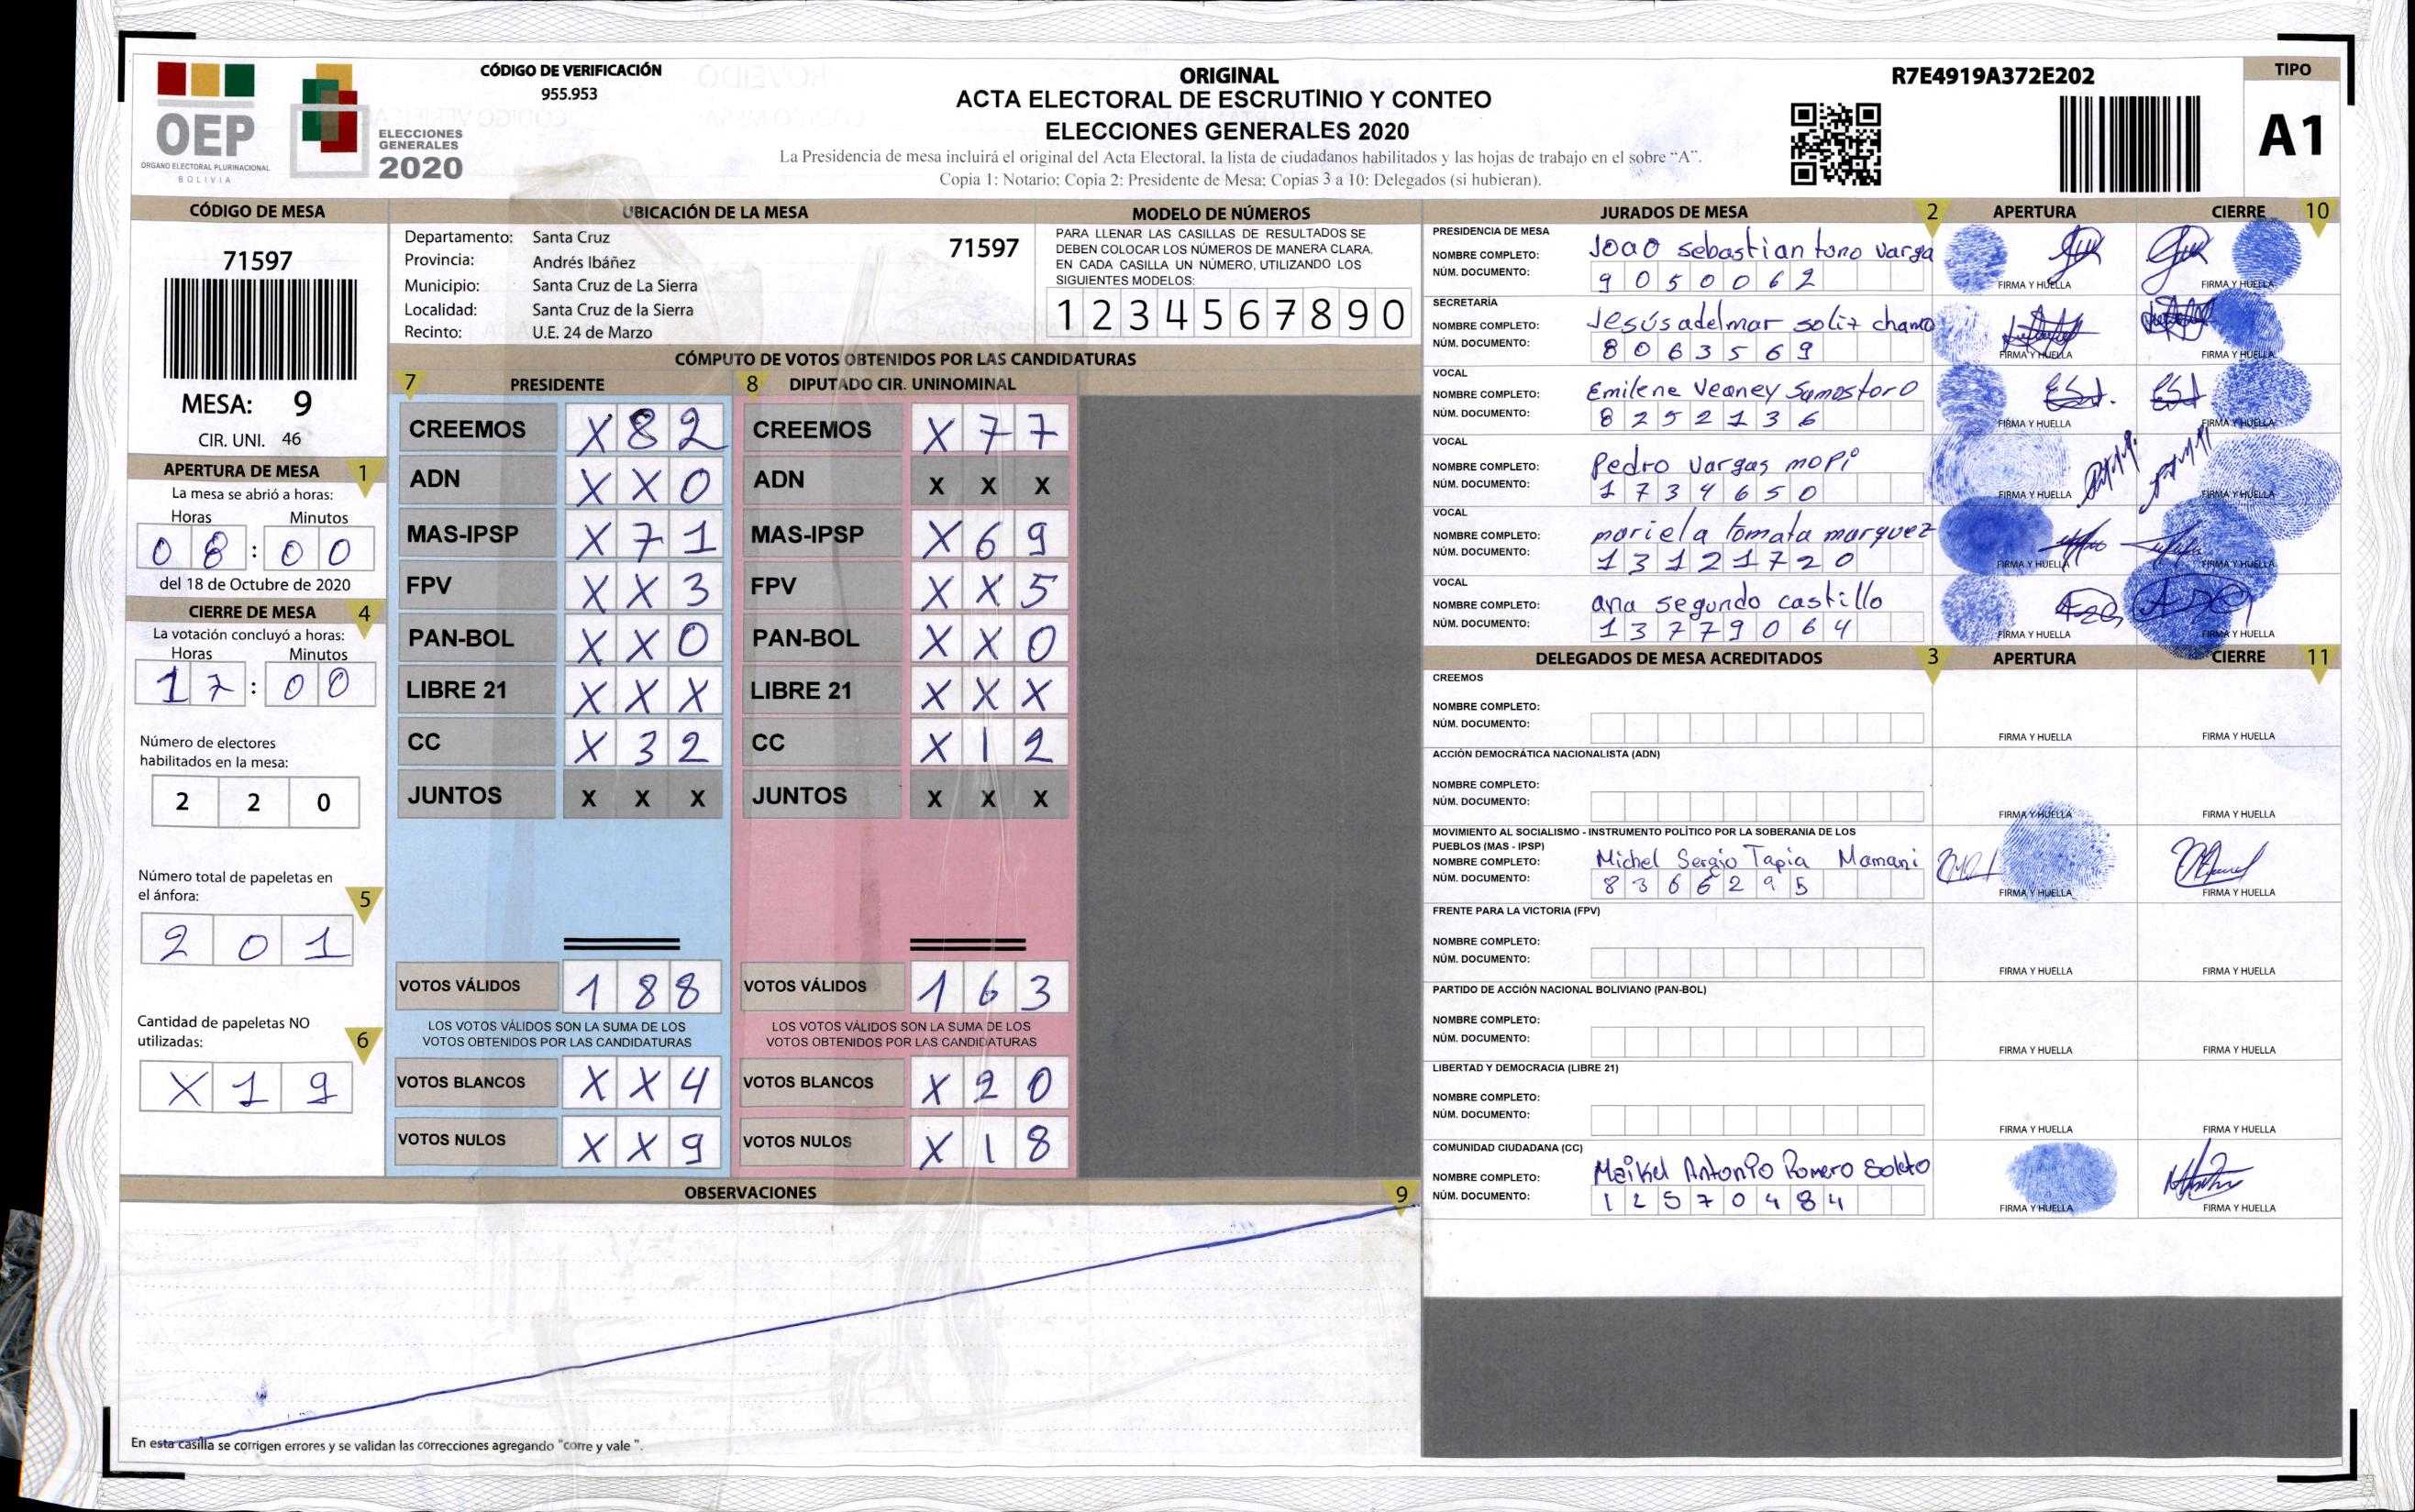 OEP
ÓRGANO ELECTORAL PLURINACIONAL
BOLIVIA
ELECCIONES
GENERALES
2020
CÓDIGO DE VERIFICACIÓN
955.953
ORIGINAL
ACTA ELECTORAL DE ESCRUTINIO Y CONTEO
ELECCIONES GENERALES 2020
La Presidencia de mesa incluirá el original del Acta Electoral, la lista de ciudadanos habilitados y las hojas de trabajo en el sobre “A”.
Copia 1: Notario; Copia 2: Presidente de Mesa; Copias 3 a 10: Delegados (si hubieran).
R7E4919A372E202
TIPO
A1
CÓDIGO DE MESA
71597
MESA: 9
CIR. UNI. 46
APERTURA DE MESA 1
La mesa se abrió a horas:
Horas Minutos
0 8 : 0 0
del 18 de Octubre de 2020
CIERRE DE MESA 4
La votación concluyó a horas:
Horas Minutos
1 7 : 0 0
Número de electores
habilitados en la mesa:
2 2 0
Número total de papeletas en
el ánfora: 5
2 0 1
Cantidad de papeletas NO
utilizadas: 6
X 1 9
UBICACIÓN DE LA MESA
Departamento: Santa Cruz 71597
Provincia: Andrés Ibáñez
Municipio: Santa Cruz de La Sierra
Localidad: Santa Cruz de la Sierra
Recinto: U.E. 24 de Marzo
MODELO DE NÚMEROS
PARA LLENAR LAS CASILLAS DE RESULTADOS SE
DEBEN COLOCAR LOS NÚMEROS DE MANERA CLARA.
EN CADA CASILLA UN NÚMERO, UTILIZANDO LOS
SIGUIENTES MODELOS:
1 2 3 4 5 6 7 8 9 0
CÓMPUTO DE VOTOS OBTENIDOS POR LAS CANDIDATURAS
7 PRESIDENTE 8 DIPUTADO CIR. UNINOMINAL
CREEMOS X 8 2 CREEMOS X 7 7
ADN X X 0 ADN X X X
MAS-IPSP X 7 1 MAS-IPSP X 6 9
FPV X X 3 FPV X X 5
PAN-BOL X X 0 PAN-BOL X X 0
LIBRE 21 X X X LIBRE 21 X X X
CC X 3 2 CC X 1 2
JUNTOS X X X JUNTOS X X X
VOTOS VÁLIDOS 1 8 8 VOTOS VÁLIDOS 1 6 3
LOS VOTOS VÁLIDOS SON LA SUMA DE LOS LOS VOTOS VÁLIDOS SON LA SUMA DE LOS
VOTOS OBTENIDOS POR LAS CANDIDATURAS VOTOS OBTENIDOS POR LAS CANDIDATURAS
VOTOS BLANCOS X X 4 VOTOS BLANCOS X 2 0
VOTOS NULOS X X 9 VOTOS NULOS X 1 8
OBSERVACIONES 9
En esta casilla se corrigen errores y se validan las correcciones agregando "corre y vale ".
JURADOS DE MESA 2 APERTURA CIERRE 10
PRESIDENCIA DE MESA
NOMBRE COMPLETO: Joao sebastian toro varga
NÚM. DOCUMENTO: 9 0 5 0 0 6 2
FIRMA Y HUELLA FIRMA Y HUELLA
SECRETARÍA
NOMBRE COMPLETO: Jesús adelmar soliz chamo
NÚM. DOCUMENTO: 8 0 6 3 5 6 9
FIRMA Y HUELLA FIRMA Y HUELLA
VOCAL
NOMBRE COMPLETO: Emilene Veaney Samostoro
NÚM. DOCUMENTO: 8 2 5 2 1 3 6
FIRMA Y HUELLA FIRMA Y HUELLA
VOCAL
NOMBRE COMPLETO: Pedro vargas mopi
NÚM. DOCUMENTO: 1 7 3 4 6 5 0
FIRMA Y HUELLA FIRMA Y HUELLA
VOCAL
NOMBRE COMPLETO: mariela tomata marquez
NÚM. DOCUMENTO: 1 3 1 2 1 7 2 0
FIRMA Y HUELLA FIRMA Y HUELLA
VOCAL
NOMBRE COMPLETO: ana segundo castillo
NÚM. DOCUMENTO: 1 3 7 7 9 0 6 4
FIRMA Y HUELLA FIRMA Y HUELLA
DELEGADOS DE MESA ACREDITADOS 3 APERTURA CIERRE 11
CREEMOS
NOMBRE COMPLETO:
NÚM. DOCUMENTO:
FIRMA Y HUELLA FIRMA Y HUELLA
ACCIÓN DEMOCRÁTICA NACIONALISTA (ADN)
NOMBRE COMPLETO:
NÚM. DOCUMENTO:
FIRMA Y HUELLA FIRMA Y HUELLA
MOVIMIENTO AL SOCIALISMO - INSTRUMENTO POLÍTICO POR LA SOBERANIA DE LOS
PUEBLOS (MAS - IPSP)
NOMBRE COMPLETO: Michel Sergio Tapia Mamani
NÚM. DOCUMENTO: 8 3 6 6 2 9 5
FIRMA Y HUELLA FIRMA Y HUELLA
FRENTE PARA LA VICTORIA (FPV)
NOMBRE COMPLETO:
NÚM. DOCUMENTO:
FIRMA Y HUELLA FIRMA Y HUELLA
PARTIDO DE ACCIÓN NACIONAL BOLIVIANO (PAN-BOL)
NOMBRE COMPLETO:
NÚM. DOCUMENTO:
FIRMA Y HUELLA FIRMA Y HUELLA
LIBERTAD Y DEMOCRACIA (LIBRE 21)
NOMBRE COMPLETO:
NÚM. DOCUMENTO:
FIRMA Y HUELLA FIRMA Y HUELLA
COMUNIDAD CIUDADANA (CC)
NOMBRE COMPLETO: Maikel Antonio Romero Soleto
NÚM. DOCUMENTO: 1 2 5 7 0 4 8 4
FIRMA Y HUELLA FIRMA Y HUELLA